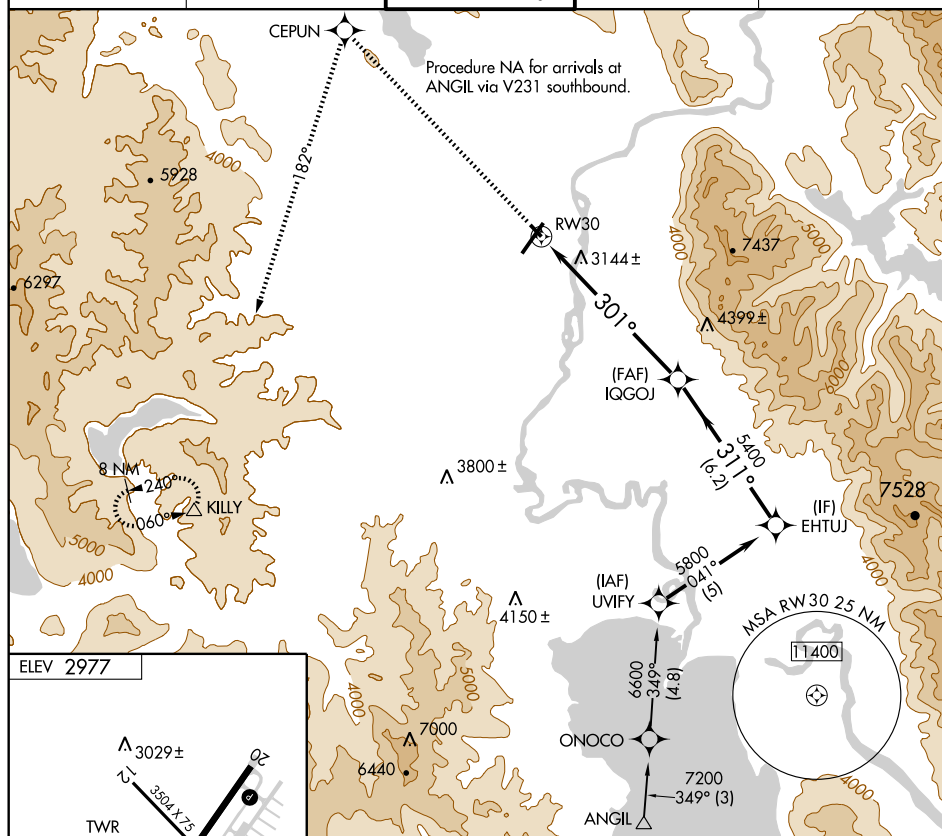 CEPUN
Procedure NA for arrivals at
ANGIL via V231 southbound.
4000
182°
5928
RW30
3144±
4000
5000
7437
6297
301°
4399±
(FAF)
IQGOJ
6000
5400
311°
(6.2)
3800±
8 NM
240°
060°
KILLY
7528
(IF)
EHTUJ
5000
4000
5800
041°
(5)
(IAF)
UVIFY
4150±
4000
MSA RW30 25 NM
11400
ELEV 2977
5000
4000
6600
349°
(4.8)
7000
ONOCO
6440
3029±
20
12
3504 X 75
P
TWR
7200
349° (3)
4000
ANGIL